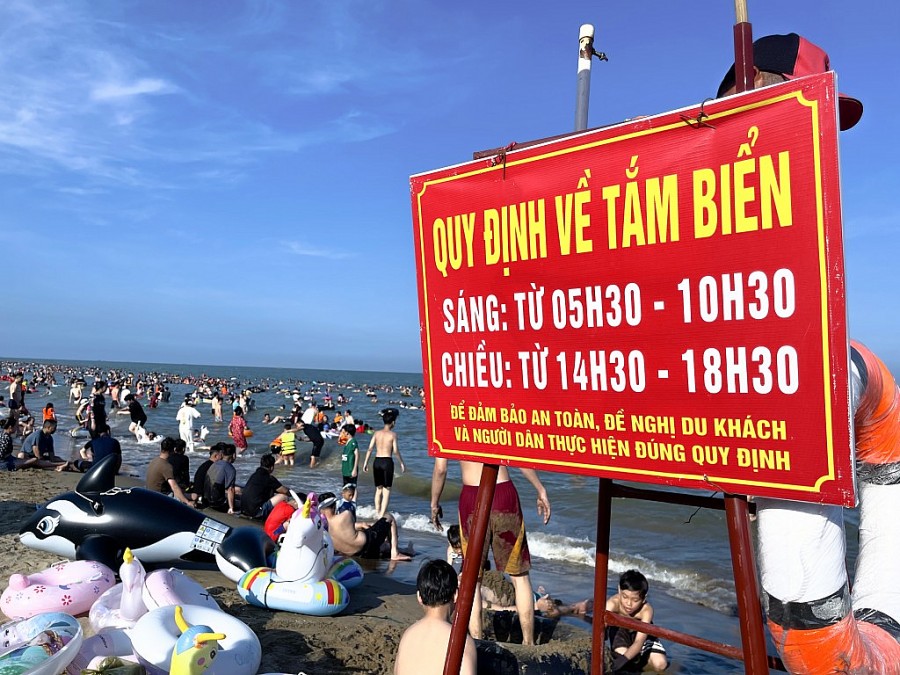 QUY ĐỊNH VỀ TẮM BIỂN
SÁNG: TỪ 05H30 - 10H30
CHIỀU: TỪ 14H30 - 18H30
ĐỂ ĐẢM BẢO AN TOÀN, ĐỀ NGHỊ DU KHÁCH
VÀ NGƯỜI DÂN THỰC HIỆN ĐÚNG QUY ĐỊNH